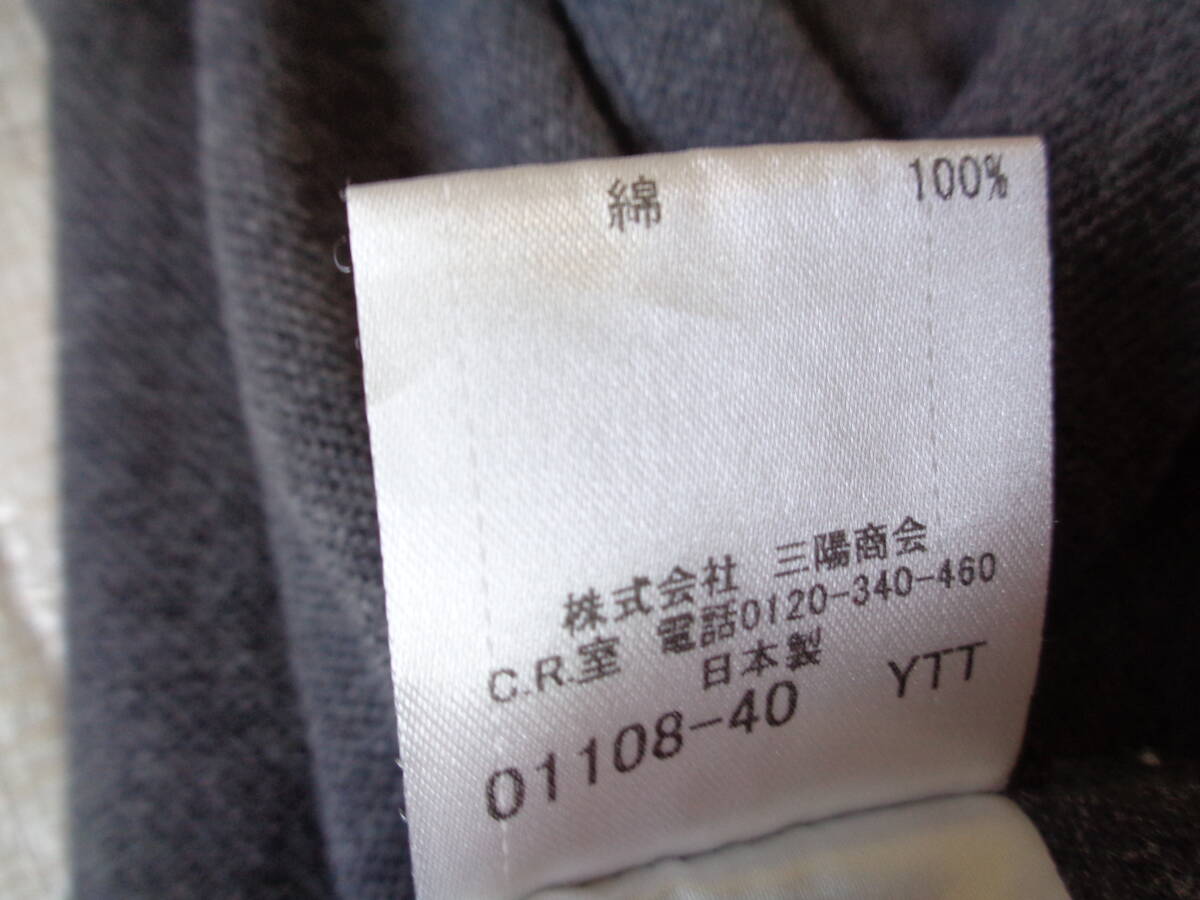 綿 100%
株式会社 三陽商会
C.R.室 電話0120-340-460
日本製
01108-40 YTT